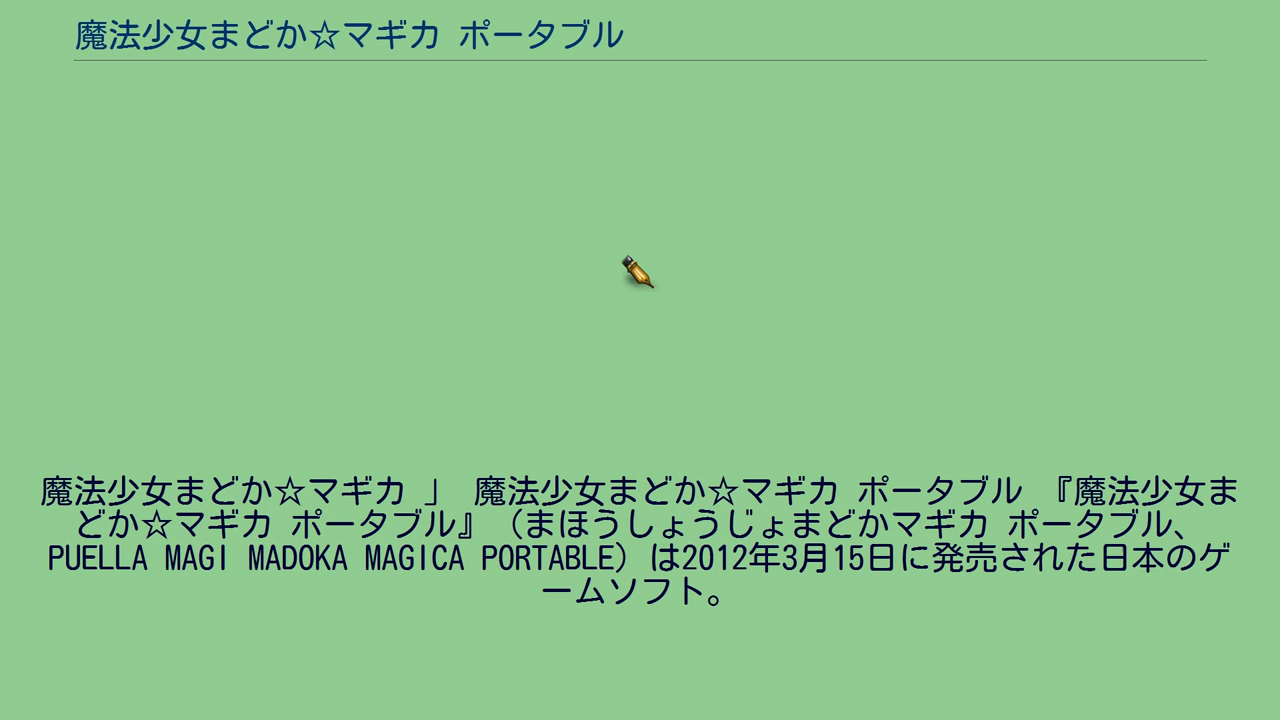 魔法少女まどか☆マギカ ポータブル
魔法少女まどか☆マギカ 」 魔法少女まどか☆マギカ ポータブル 『魔法少女ま
どか☆マギカ ポータブル』（まほうしょうじょまどかマギカ ポータブル、
PUELLA MAGI MADOKA MAGICA PORTABLE）は2012年3月15日に発売された日本のゲ
ームソフト。